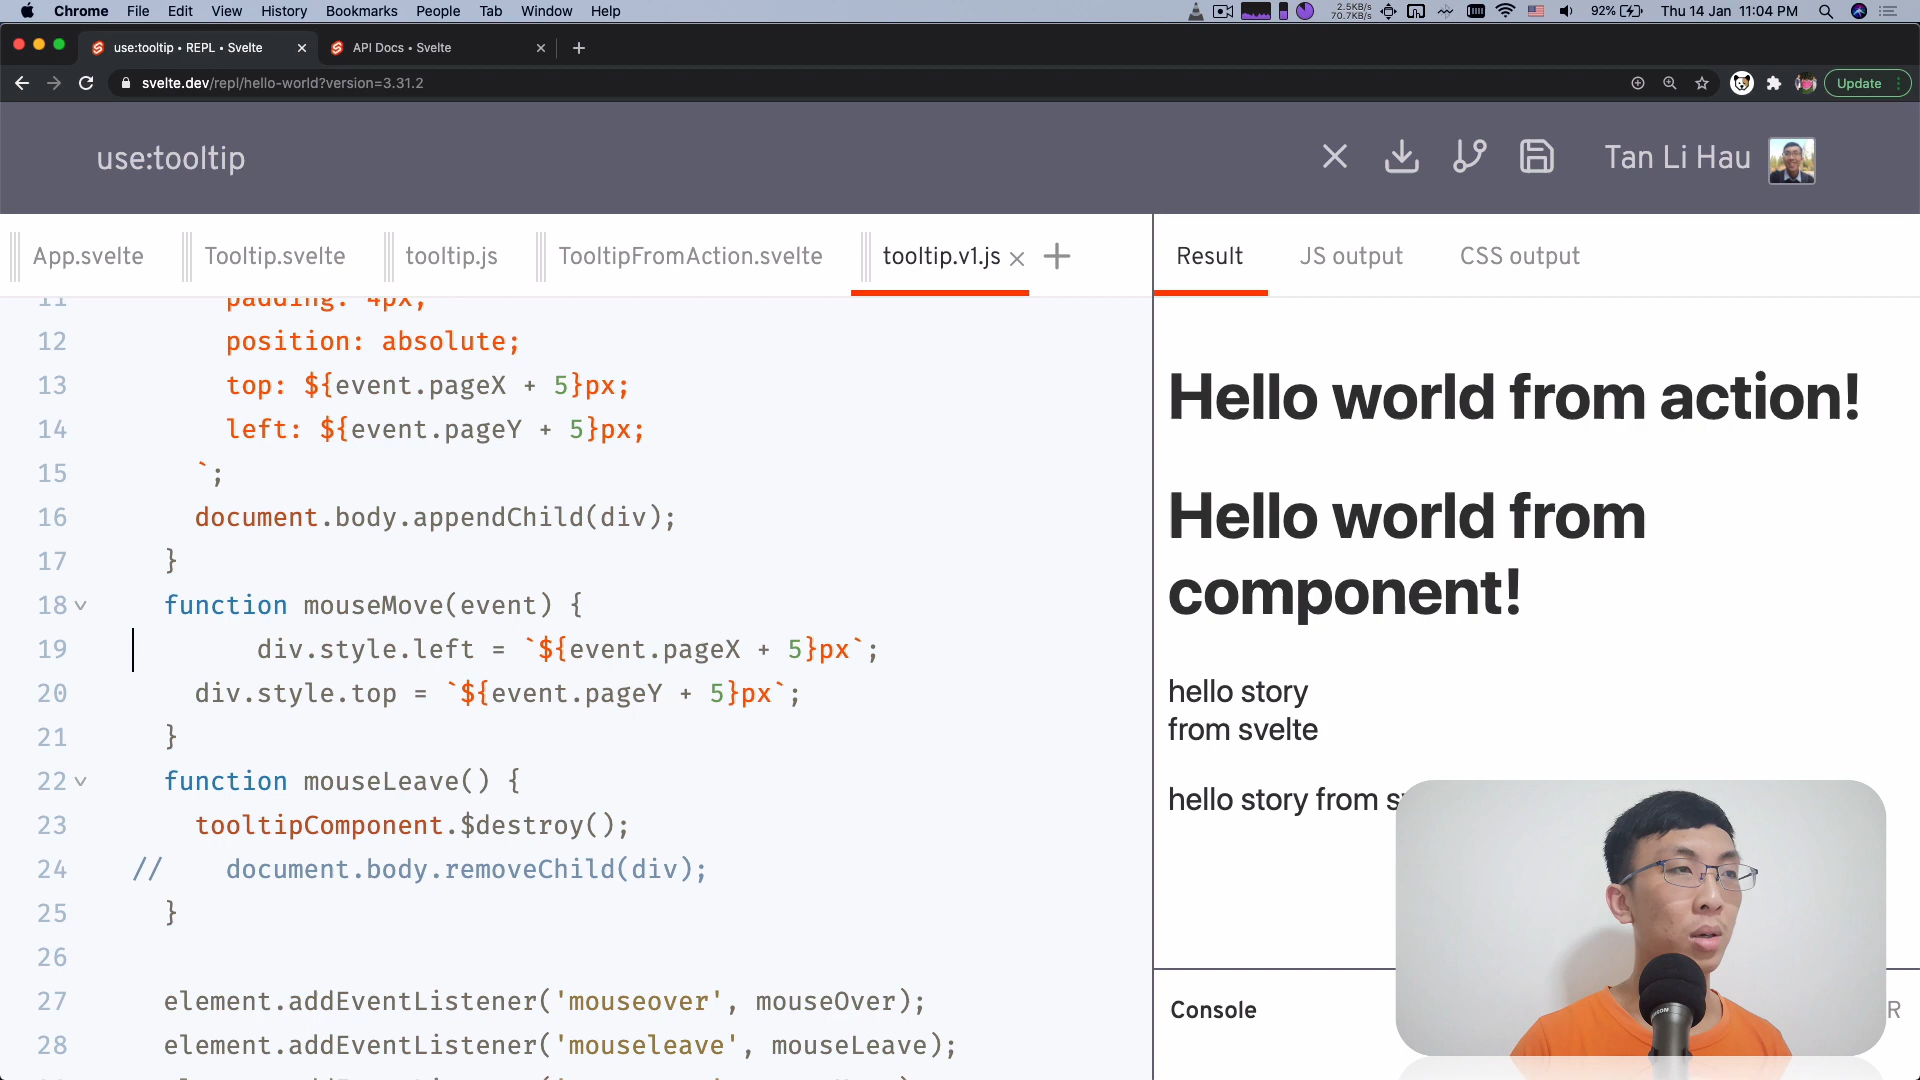 Chrome File Edit View History Bookmarks People Tab Window Help
2.5KB/s
70.7KB/s
92%
Thu 14 Jan 11:04 PM
use:tooltip • REPL • Svelte
API Docs • Svelte
svelte.dev/repl/hello-world?version=3.31.2
Update
use:tooltip
Tan Li Hau
App.svelte
Tooltip.svelte
tooltip.js
TooltipFromAction.svelte
tooltip.v1.js
Result
JS output
CSS output
11 padding: 4px;
12 position: absolute;
13 top: ${event.pageX + 5}px;
14 left: ${event.pageY + 5}px;
15 `;
16 document.body.appendChild(div);
17 }
18 function mouseMove(event) {
19 div.style.left = `${event.pageX + 5}px`;
20 div.style.top = `${event.pageY + 5}px`;
21 }
22 function mouseLeave() {
23 tooltipComponent.$destroy();
24 // document.body.removeChild(div);
25 }
26
27 element.addEventListener('mouseover', mouseOver);
28 element.addEventListener('mouseleave', mouseLeave);
Hello world from action!
Hello world from
component!
hello story
from svelte
hello story from s
Console
R